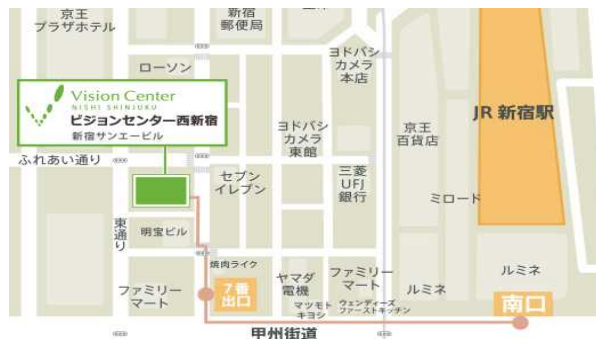 京王
プラザホテル
新宿
郵便局
ローソン
ヨドバシ
カメラ
本店
Vision Center
NISHI SHINJUKU
ビジョンセンター西新宿
新宿サンエービル
JR 新宿駅
ヨドバシ
カメラ
東館
京王
百貨店
ふれあい通り
セブン
イレブン
三菱
UFJ
銀行
ミロード
東通り
明宝ビル
焼肉ライク
ファミリー
マート
7番
出口
ヤマダ
電機
ファミリー
マート
ルミネ
ルミネ
マツモト
キヨシ
ウェンディーズ
ファーストキッチン
南口
甲州街道